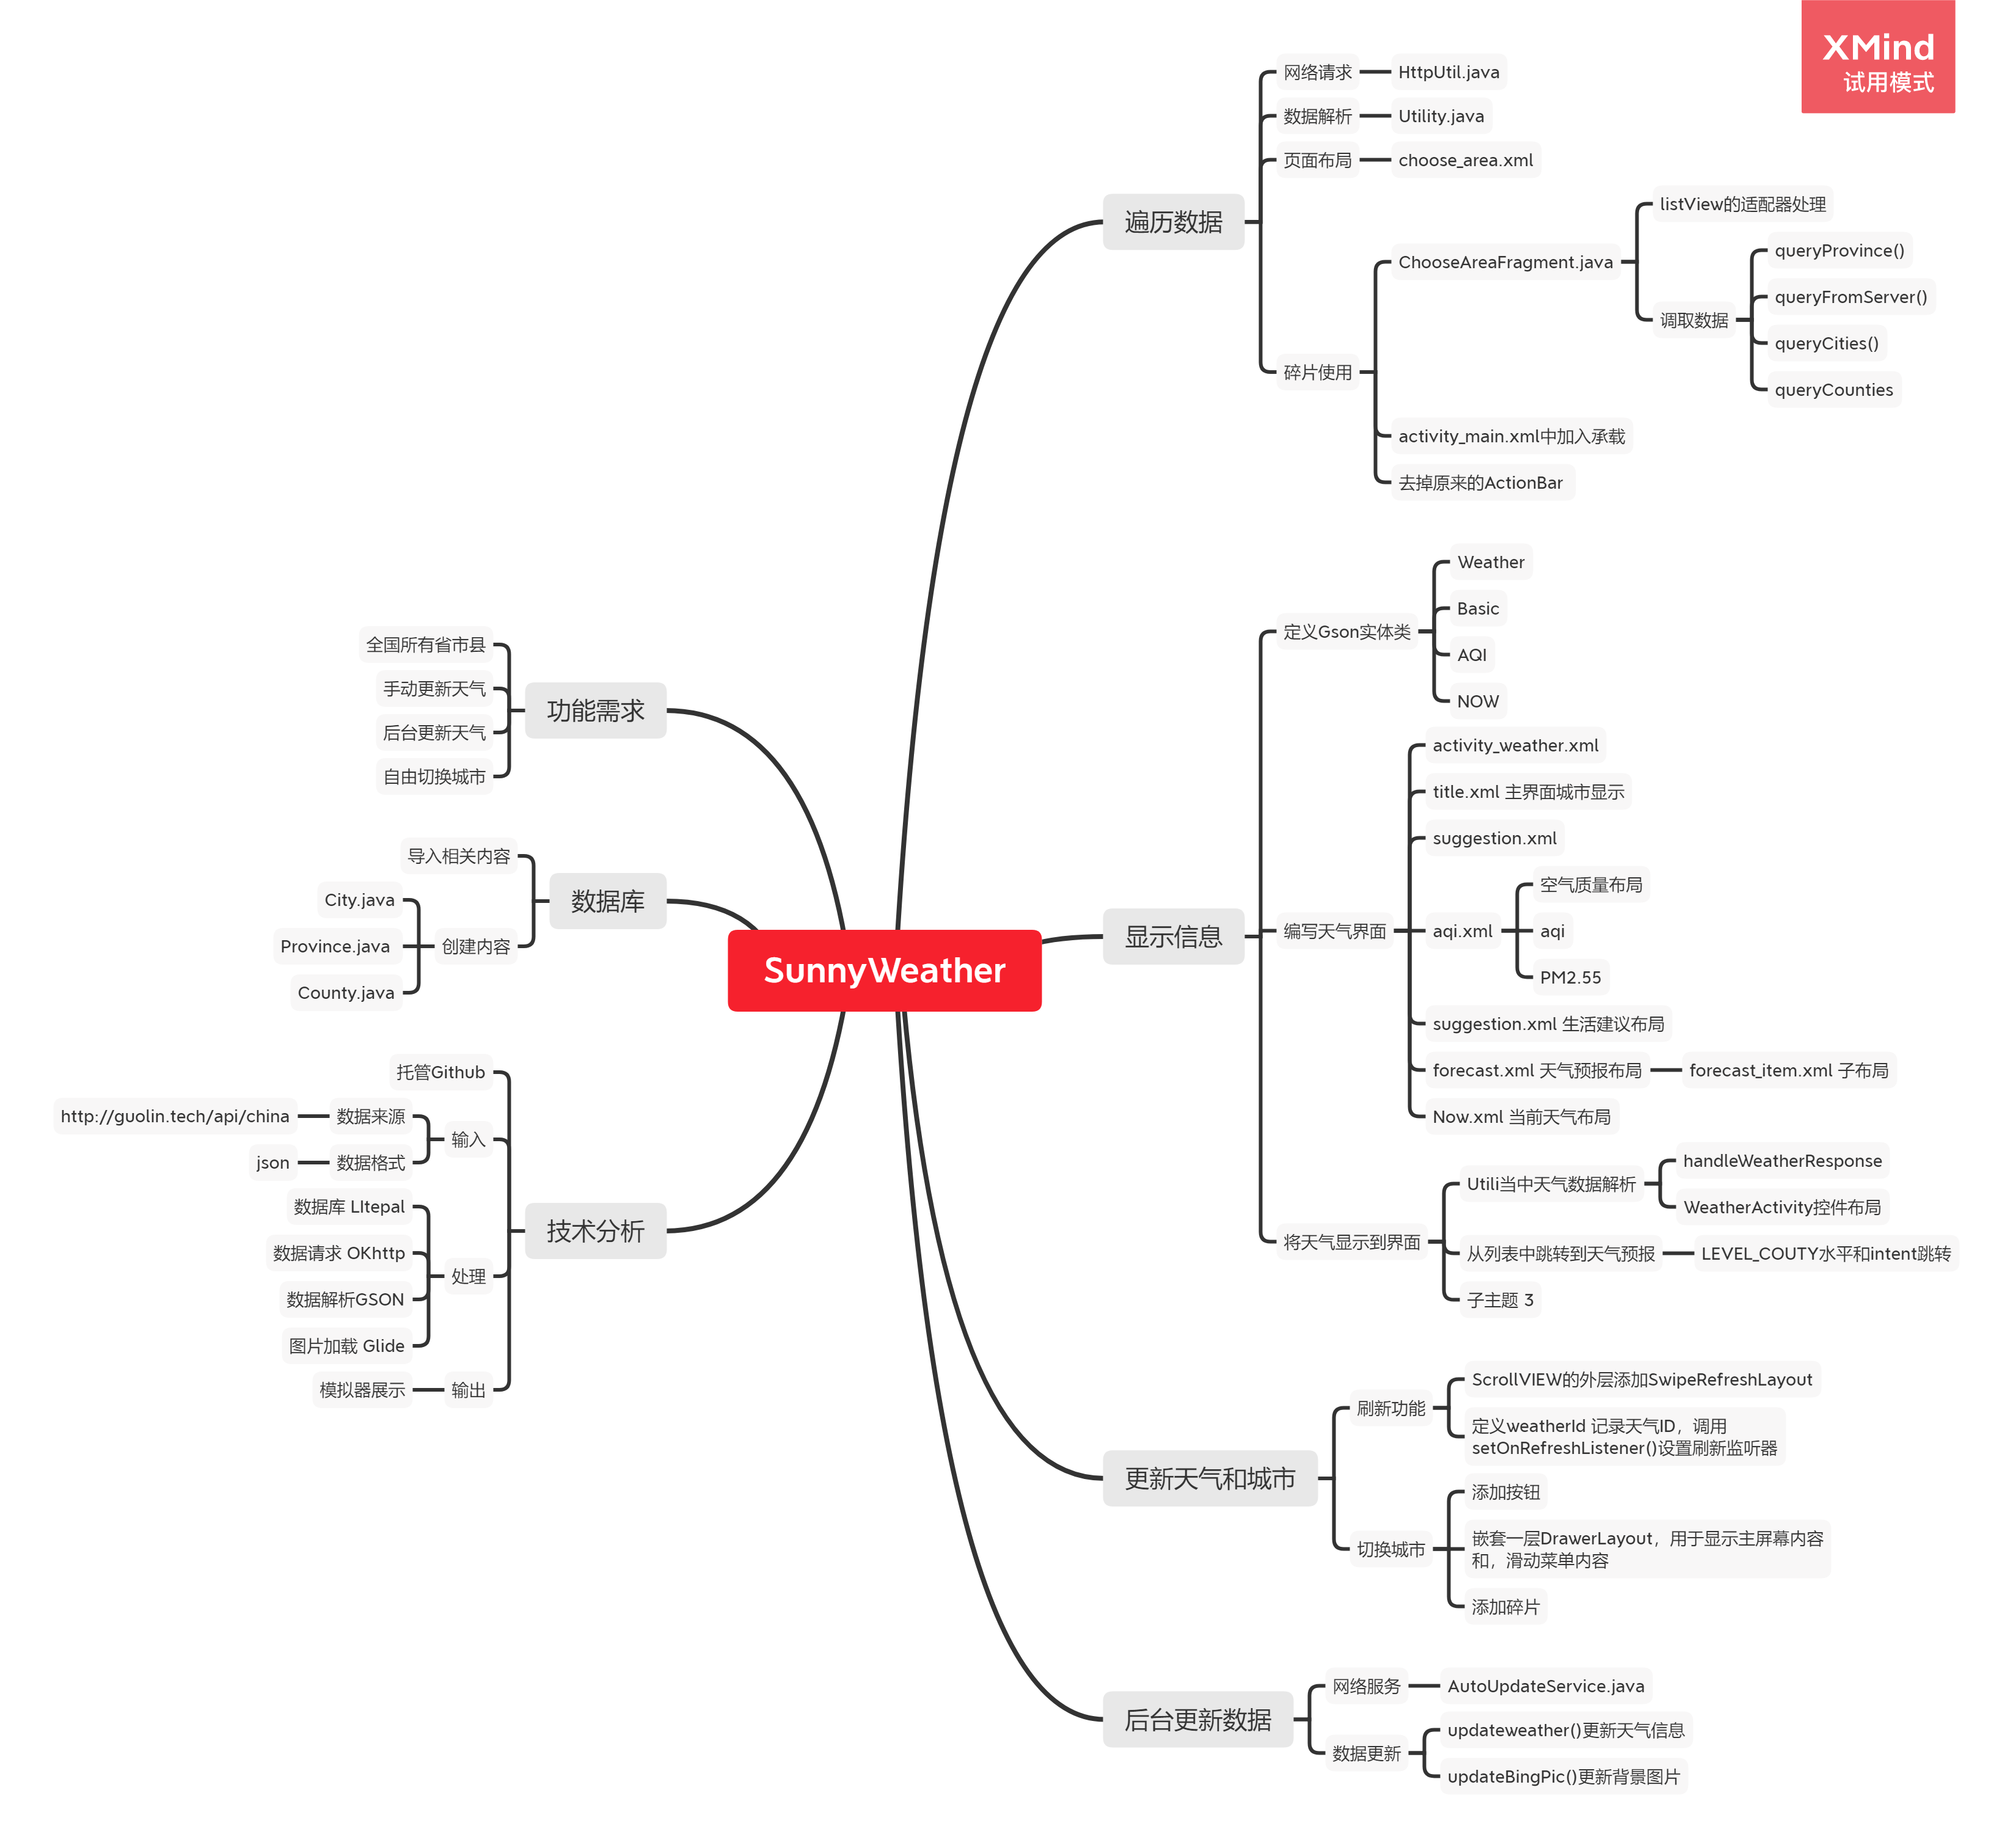 XMind
试用模式
SunnyWeather
遍历数据
网络请求
HttpUtil.java
数据解析
Utility.java
页面布局
choose_area.xml
碎片使用
ChooseAreaFragment.java
listView的适配器处理
调取数据
queryProvince()
queryFromServer()
queryCities()
queryCounties
activity_main.xml中加入承载
去掉原来的ActionBar
显示信息
定义Gson实体类
Weather
Basic
AQI
NOW
编写天气界面
activity_weather.xml
title.xml 主界面城市显示
suggestion.xml
aqi.xml
空气质量布局
aqi
PM2.55
suggestion.xml 生活建议布局
forecast.xml 天气预报布局
forecast_item.xml 子布局
Now.xml 当前天气布局
将天气显示到界面
Utili当中天气数据解析
handleWeatherResponse
WeatherActivity控件布局
从列表中跳转到天气预报
LEVEL_COUTY水平和intent跳转
子主题 3
更新天气和城市
刷新功能
ScrollVIEW的外层添加SwipeRefreshLayout
定义weatherId 记录天气ID，调用
setOnRefreshListener()设置刷新监听器
切换城市
添加按钮
嵌套一层DrawerLayout，用于显示主屏幕内容
和，滑动菜单内容
添加碎片
后台更新数据
网络服务
AutoUpdateService.java
数据更新
updateweather()更新天气信息
updateBingPic()更新背景图片
功能需求
全国所有省市县
手动更新天气
后台更新天气
自由切换城市
数据库
导入相关内容
创建内容
City.java
Province.java
County.java
技术分析
托管Github
输入
数据来源
http://guolin.tech/api/china
数据格式
json
处理
数据库 LItepal
数据请求 OKhttp
数据解析GSON
图片加载 Glide
输出
模拟器展示